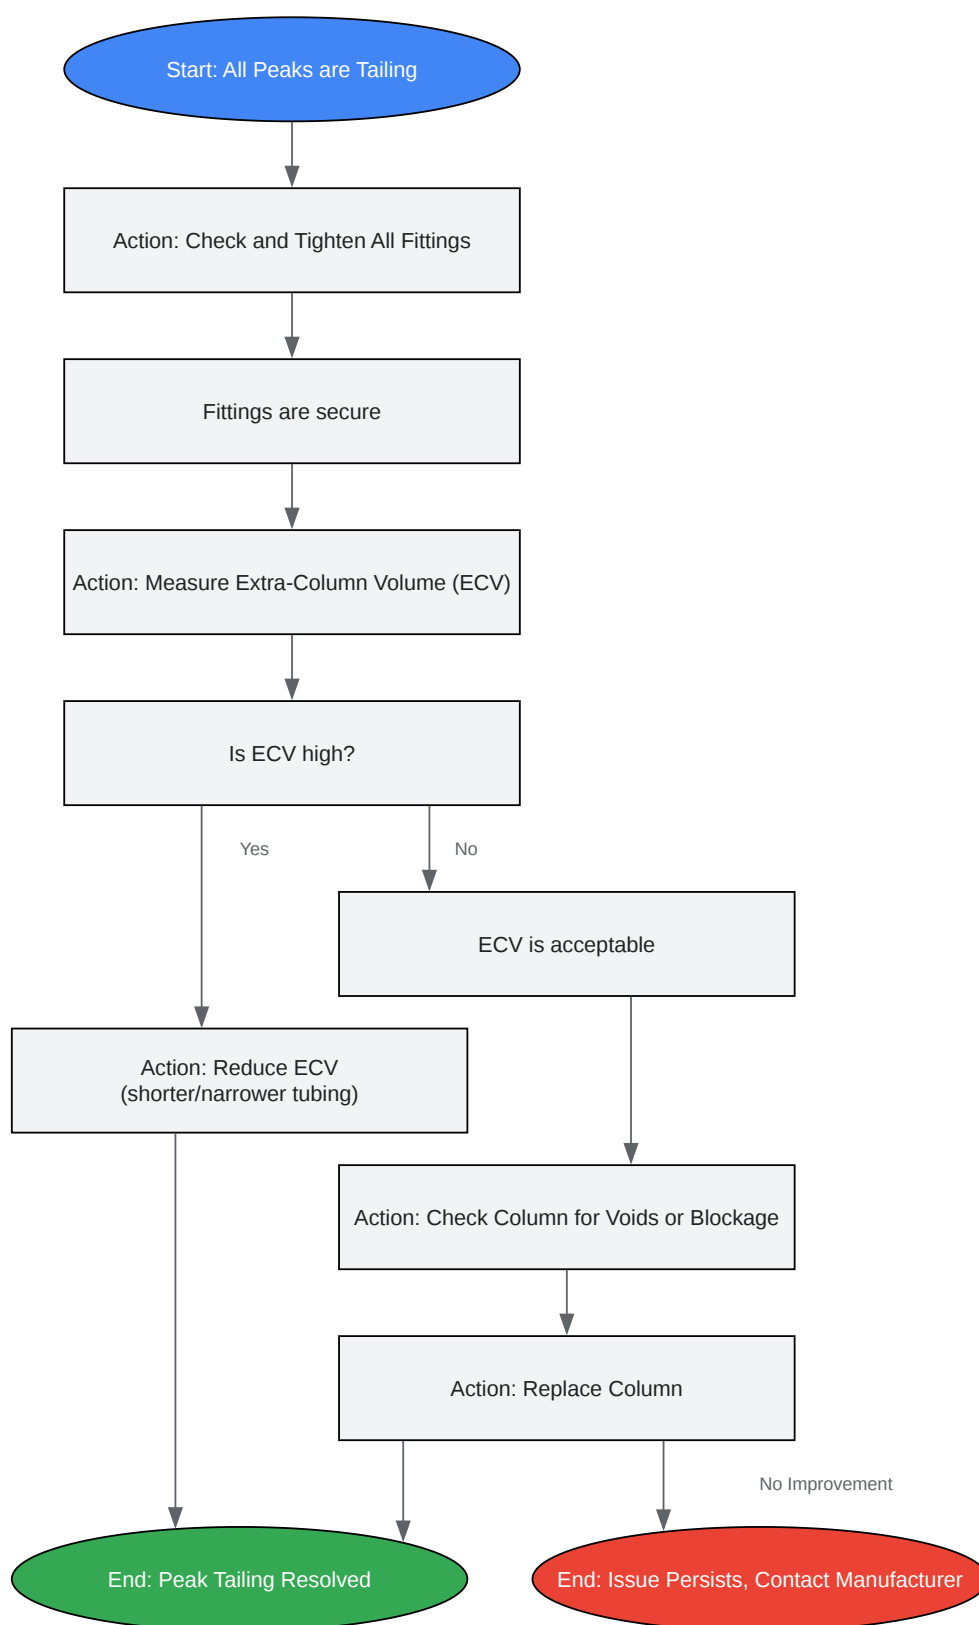 Start: All Peaks are Tailing
Action: Check and Tighten All Fittings
Fittings are secure
Action: Measure Extra-Column Volume (ECV)
Is ECV high?
Yes
No
ECV is acceptable
Action: Reduce ECV
(shorter/narrower tubing)
Action: Check Column for Voids or Blockage
Action: Replace Column
No Improvement
End: Peak Tailing Resolved
End: Issue Persists, Contact Manufacturer